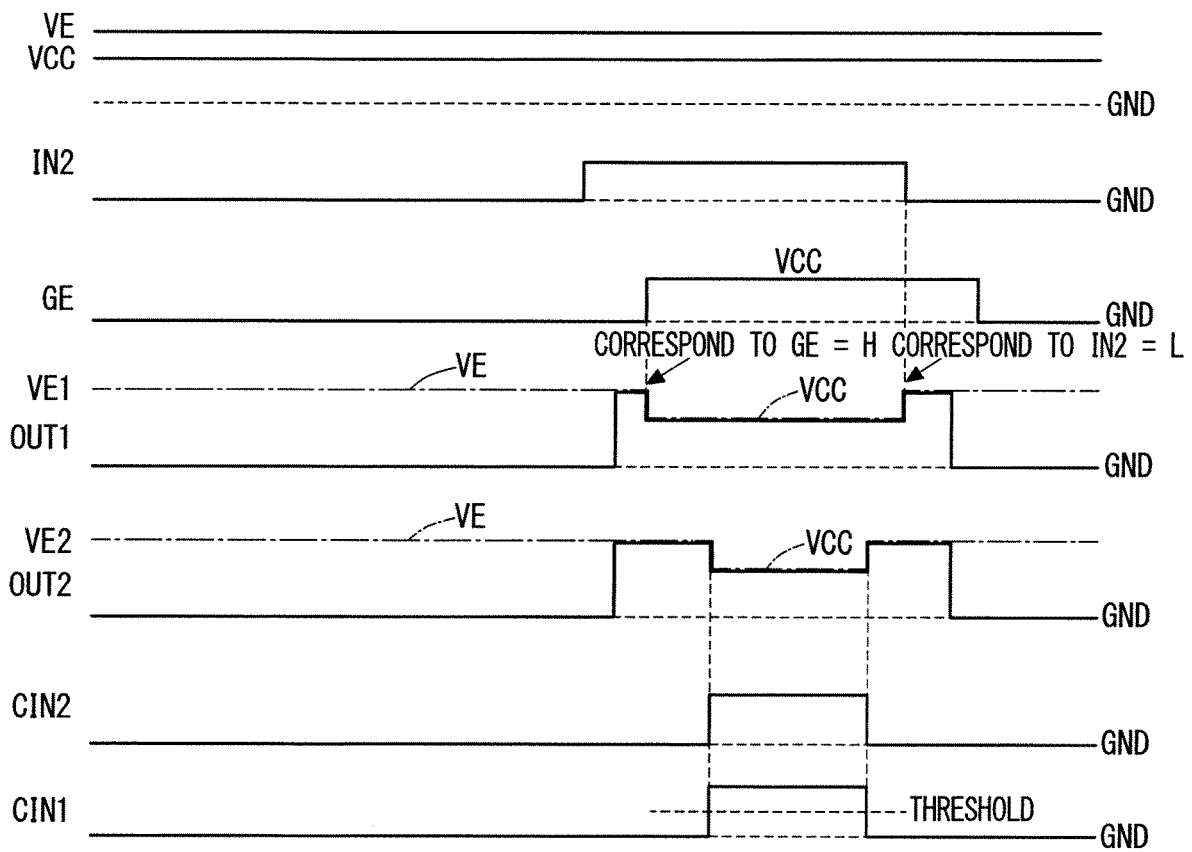 VE
VCC
GND
IN2
GND
VCC
GE
GND
CORRESPOND TO GE = H CORRESPOND TO IN2 = L
VE
VE1
VCC
OUT1
GND
VE
VE2
VCC
OUT2
GND
CIN2
GND
CIN1
THRESHOLD
GND